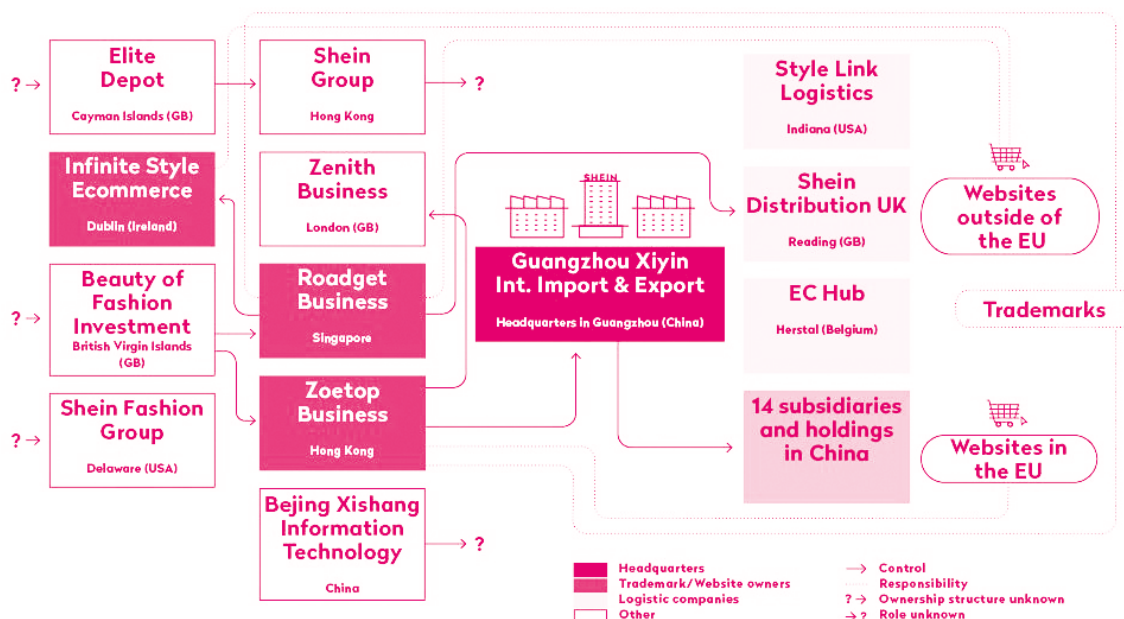 Elite
Depot
Cayman Islands (GB)
? →
Shein
Group
Hong Kong
?
Infinite Style
Ecommerce
Dublin (Ireland)
Zenith
Business
London (GB)
Beauty of
Fashion
Investment
British Virgin Islands
(GB)
? →
Roadget
Business
Singapore
Shein Fashion
Group
Delaware (USA)
? →
Zoetop
Business
Hong Kong
Bejing Xishang
Information
Technology
China
?
SHEIN
Guangzhou Xiyin
Int. Import & Export
Headquarters in Guangzhou (China)
Style Link
Logistics
Indiana (USA)
Shein
Distribution UK
Reading (GB)
EC Hub
Herstal (Belgium)
14 subsidiaries
and holdings
in China
Websites
outside of
the EU
Trademarks
Websites in
the EU
Headquarters
Trademark/Website owners
Logistic companies
Other
→ Control
Responsibility
? → Ownership structure unknown
→ ? Role unknown